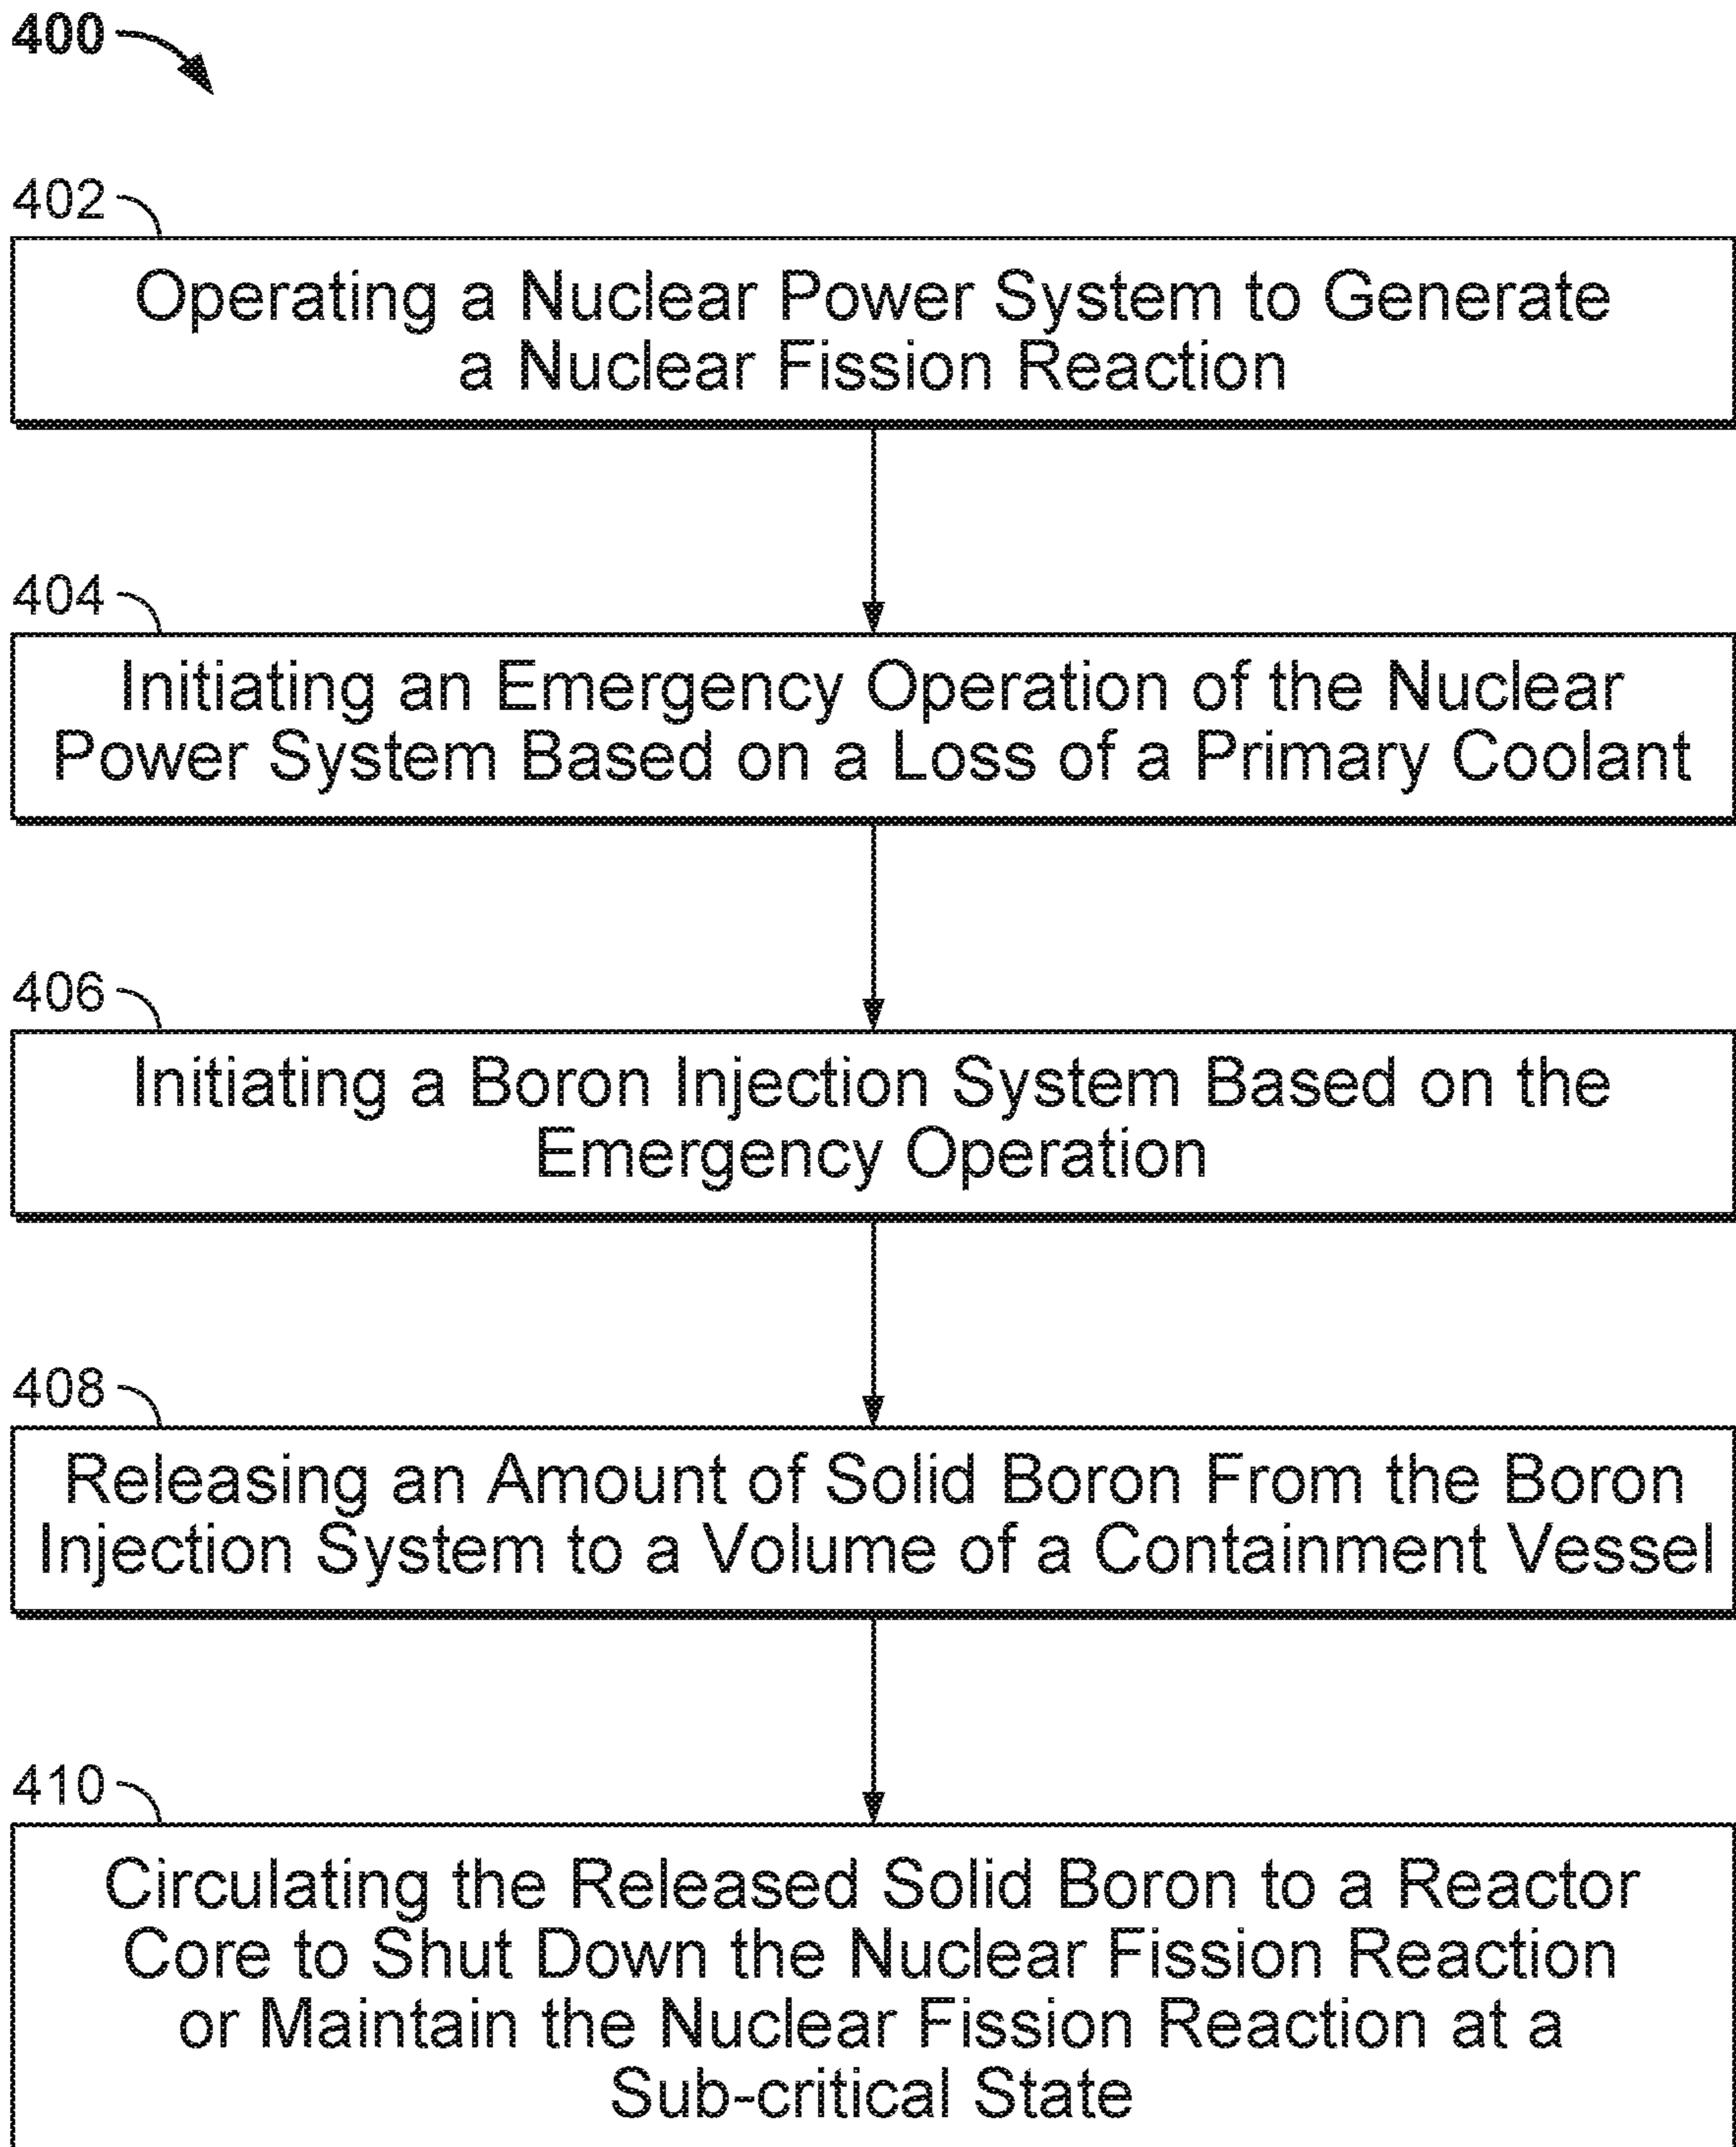 400
402
Operating a Nuclear Power System to Generate
a Nuclear Fission Reaction
404
Initiating an Emergency Operation of the Nuclear
Power System Based on a Loss of a Primary Coolant
406
Initiating a Boron Injection System Based on the
Emergency Operation
408
Releasing an Amount of Solid Boron From the Boron
Injection System to a Volume of a Containment Vessel
410
Circulating the Released Solid Boron to a Reactor
Core to Shut Down the Nuclear Fission Reaction
or Maintain the Nuclear Fission Reaction at a
Sub-critical State